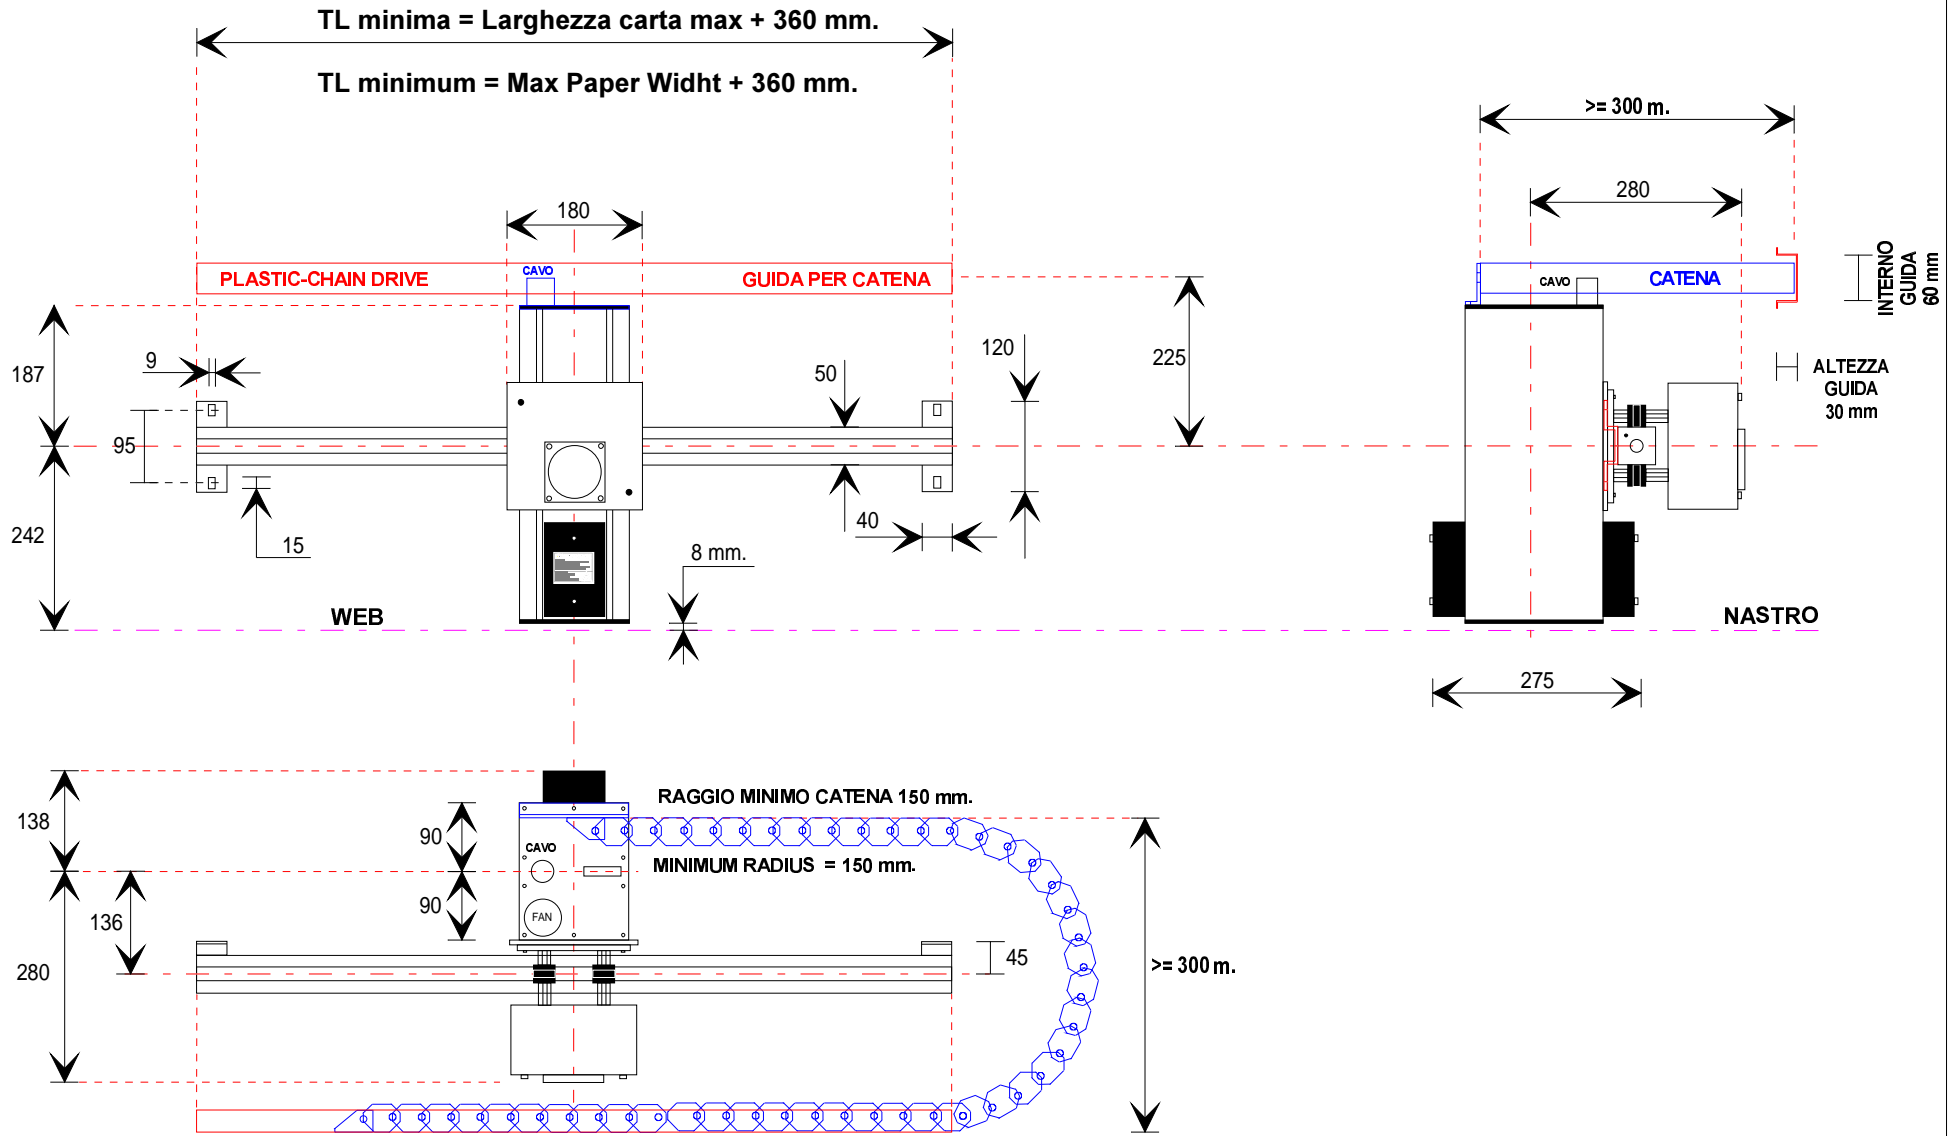 TL minima = Larghezza carta max + 360 mm.
TL minimum = Max Paper Widht + 360 mm.
>= 300 m.
280
180
PLASTIC-CHAIN DRIVE
CAVO
GUIDA PER CATENA
CAVO
CATENA
INTERNO
GUIDA
60 mm
187
9
50
120
225
ALTEZZA
GUIDA
30 mm
95
242
15
40
8 mm.
WEB
NASTRO
275
138
90
RAGGIO MINIMO CATENA 150 mm.
CAVO
MINIMUM RADIUS = 150 mm.
136
90
FAN
280
45
>= 300 m.